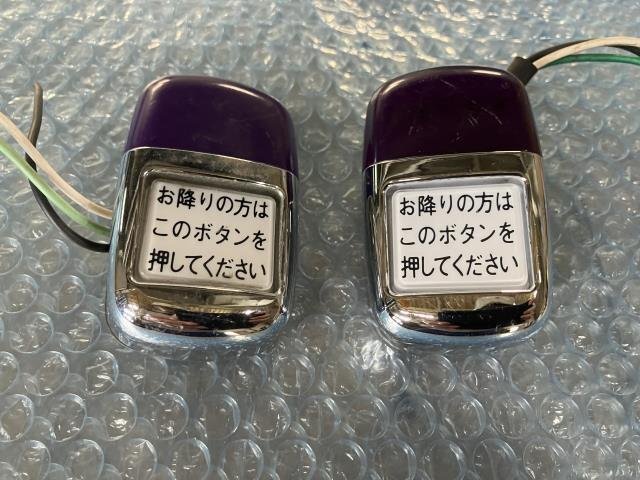 お降りの方は
このボタンを
押してください
お降りの方は
このボタンを
押してください